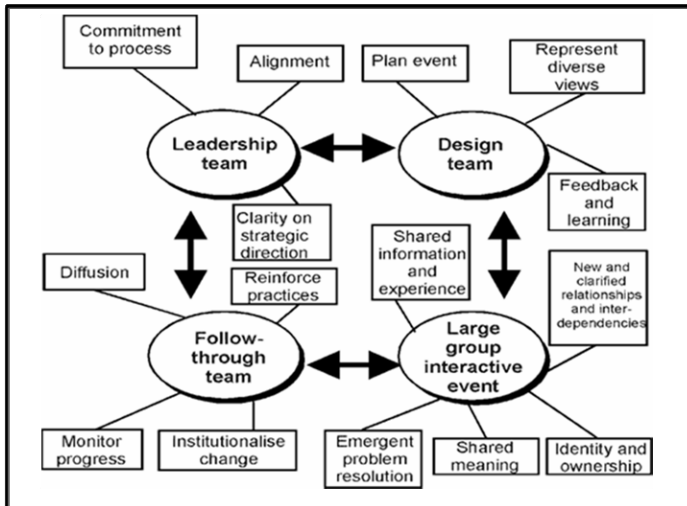 Commitment
to process
Alignment
Plan event
Represent
diverse
views
Leadership
team
Design
team
Clarity on
strategic
direction
Feedback
and
learning
Shared
information
and
experience
New and
clarified
relationships
and inter-
dependencies
Diffusion
Reinforce
practices
Follow-
through
team
Large
group
interactive
event
Monitor
progress
Institutionalise
change
Emergent
problem
resolution
Shared
meaning
Identity and
ownership